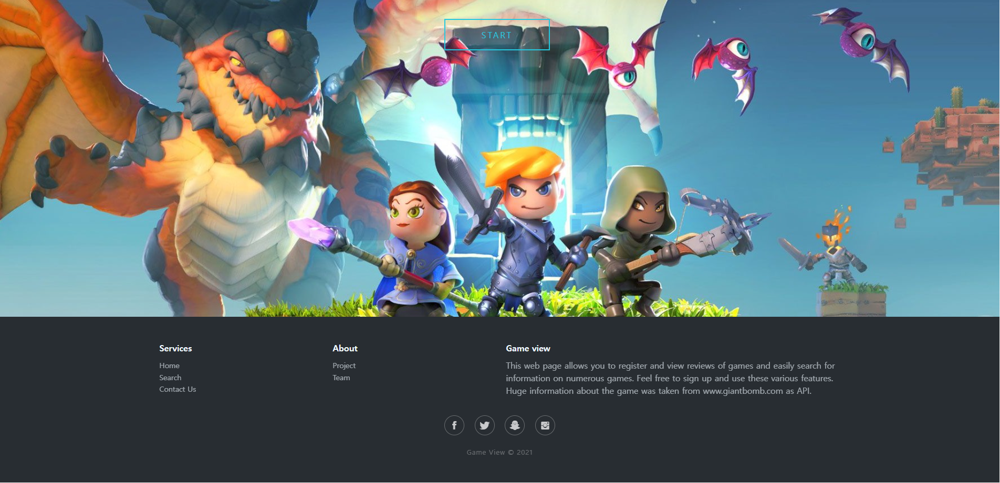 START
Services
Home
Search
Contact Us
About
Project
Team
Game view
This web page allows you to register and view reviews of games and easily search for
information on numerous games. Feel free to sign up and use these various features.
Huge information about the game was taken from www.giantbomb.com as API.
Game View © 2021